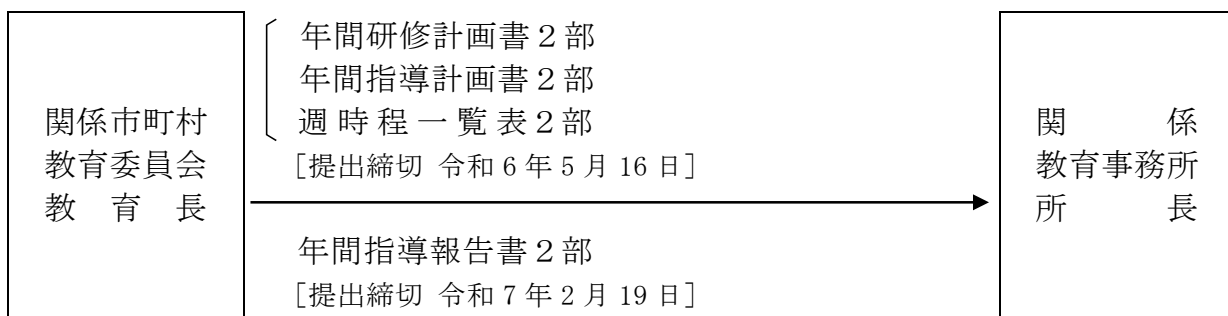 関係市町村
教育委員会
教育長
年間研修計画書２部
年間指導計画書２部
週時程一覧表２部
［提出締切 令和６年５月16日］
年間指導報告書２部
［提出締切 令和７年２月19日］
関係
教育事務所
所長